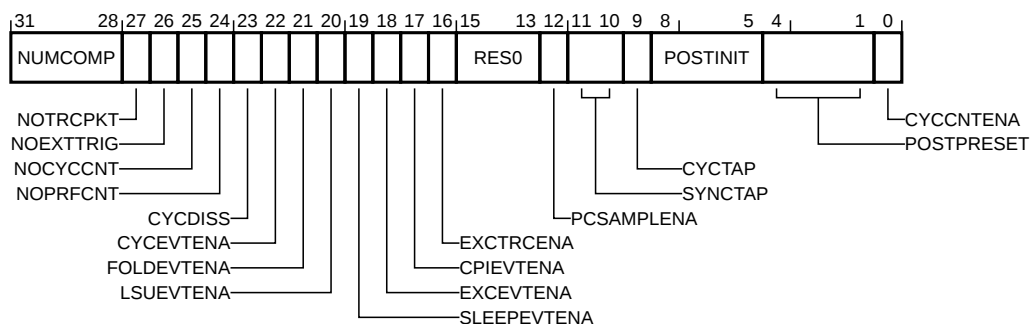 31 28 27 26 25 24 23 22 21 20 19 18 17 16 15 13 12 11 10 9 8 5 4 1 0
NUMCOMP RES0 POSTINIT
NOTRCPKT CYCCNTENA
NOEXTTRIG POSTPRESET
NOCYCCNT CYCTAP
NOPRFCNT SYNCTAP
CYCDISS PCSAMPLENA
CYCEVTENA EXCTRCENA
FOLDEVTENA CPIEVTENA
LSUEVTENA EXCEVTENA
SLEEPEVTENA